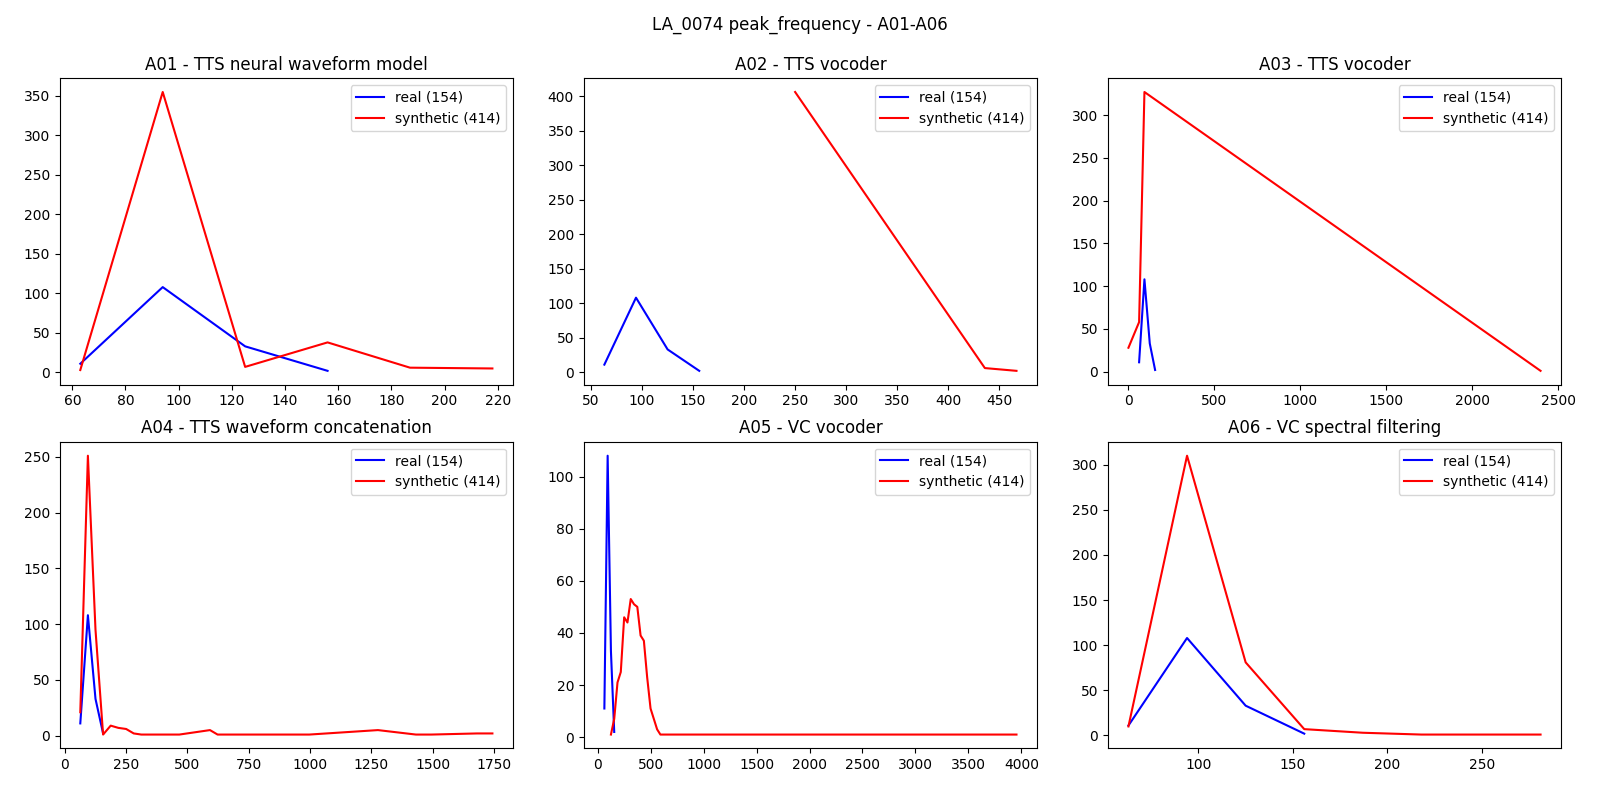 LA_0074 peak_frequency - A01-A06
A01 - TTS neural waveform model
real (154)
synthetic (414)
350
300
250
200
150
100
50
0
60 80 100 120 140 160 180 200 220
A02 - TTS vocoder
real (154)
synthetic (414)
400
350
300
250
200
150
100
50
0
50 100 150 200 250 300 350 400 450
A03 - TTS vocoder
real (154)
synthetic (414)
300
250
200
150
100
50
0
0 500 1000 1500 2000 2500
A04 - TTS waveform concatenation
real (154)
synthetic (414)
250
200
150
100
50
0
0 250 500 750 1000 1250 1500 1750
A05 - VC vocoder
real (154)
synthetic (414)
100
80
60
40
20
0
0 500 1000 1500 2000 2500 3000 3500 4000
A06 - VC spectral filtering
real (154)
synthetic (414)
300
250
200
150
100
50
0
100 150 200 250